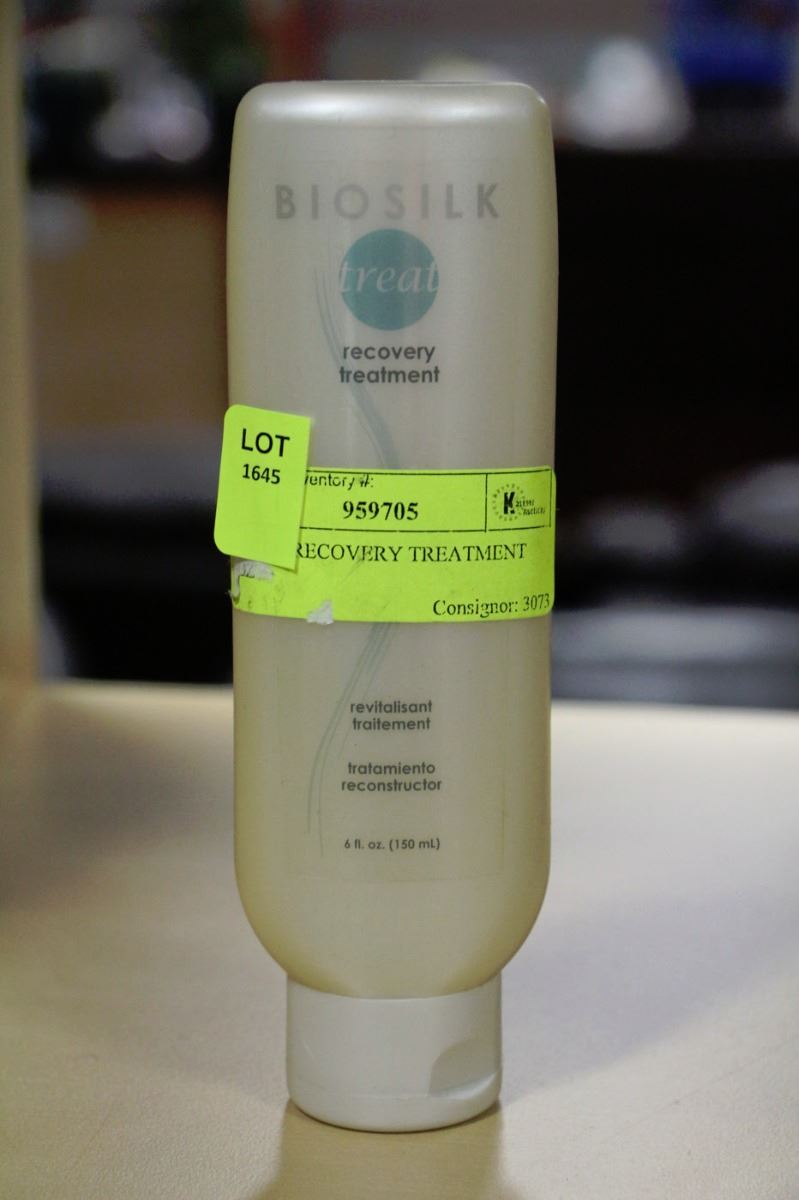 BIOSILK
treat
recovery
treatment
LOT
1645
ventory #:
959705
RECOVERY TREATMENT
Consignor: 3073
revitalisant
traitement
tratamiento
reconstructor
6 fl. oz. (150 mL)